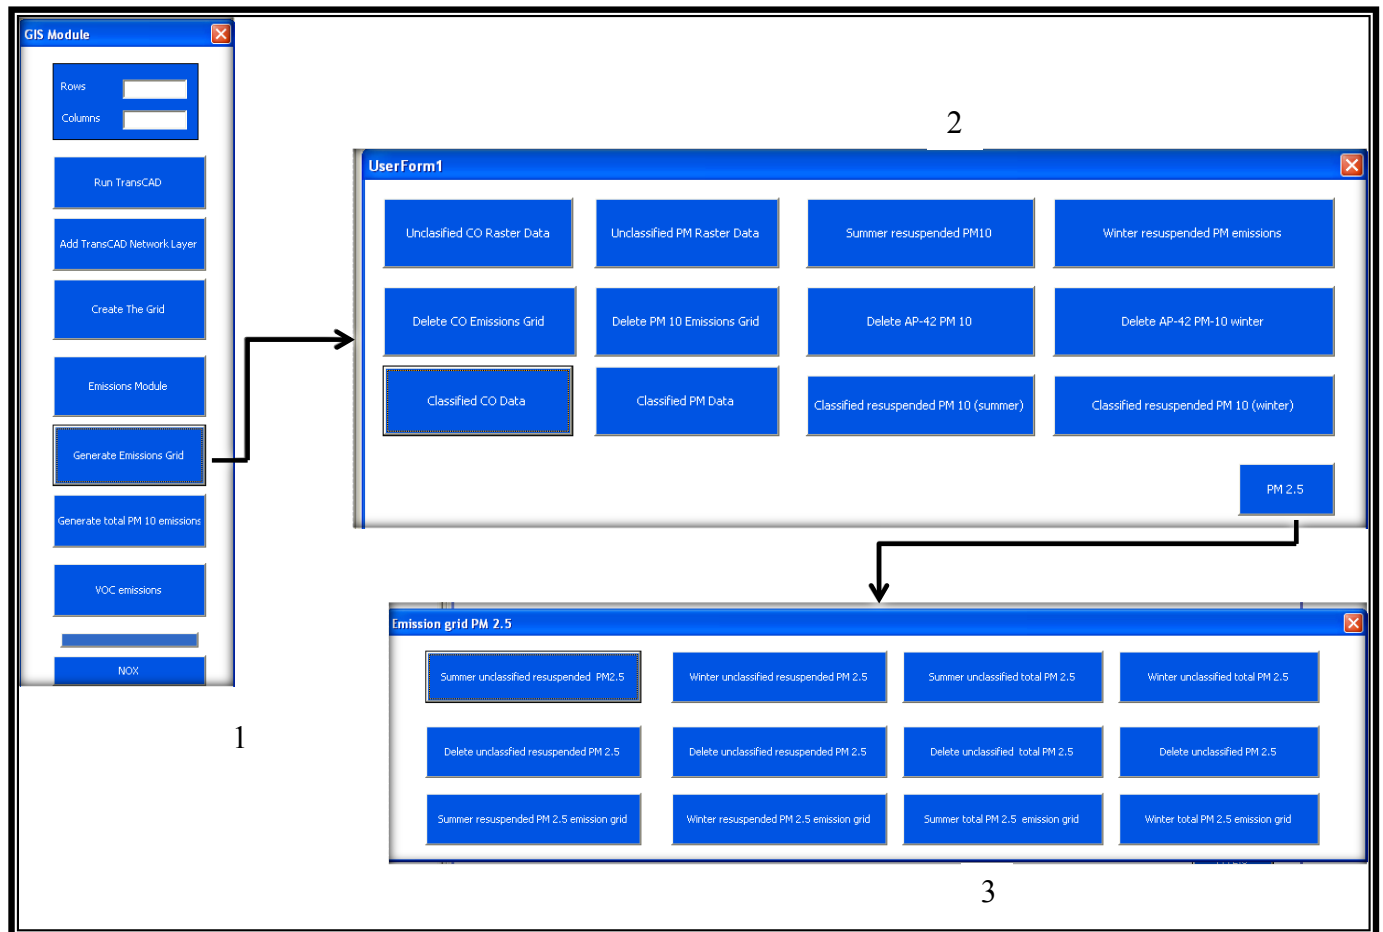 GIS Module
Rows
Columns
Run TransCAD
Add TransCAD Network Layer
Create The Grid
Emissions Module
Generate Emissions Grid
Generate total PM 10 emissions
VOC emissions
NOX
1
2
UserForm1
Unclasified CO Raster Data
Unclassified PM Raster Data
Summer resuspended PM10
Winter resuspended PM emissions
Delete CO Emissions Grid
Delete PM 10 Emissions Grid
Delete AP-42 PM 10
Delete AP-42 PM-10 winter
Classified CO Data
Classified PM Data
Classified resuspended PM 10 (summer)
Classified resuspended PM 10 (winter)
PM 2.5
Emission grid PM 2.5
Summer unclassified resuspended PM2.5
Winter unclassified resuspended PM 2.5
Summer unclassified total PM 2.5
Winter unclassified total PM 2.5
Delete unclassfied resuspended PM 2.5
Delete unclassified resuspended PM 2.5
Delete unclassified total PM 2.5
Delete unclassified PM 2.5
Summer resuspended PM 2.5 emission grid
Winter resuspended PM 2.5 emission grid
Summer total PM 2.5 emission grid
Winter total PM 2.5 emission grid
3